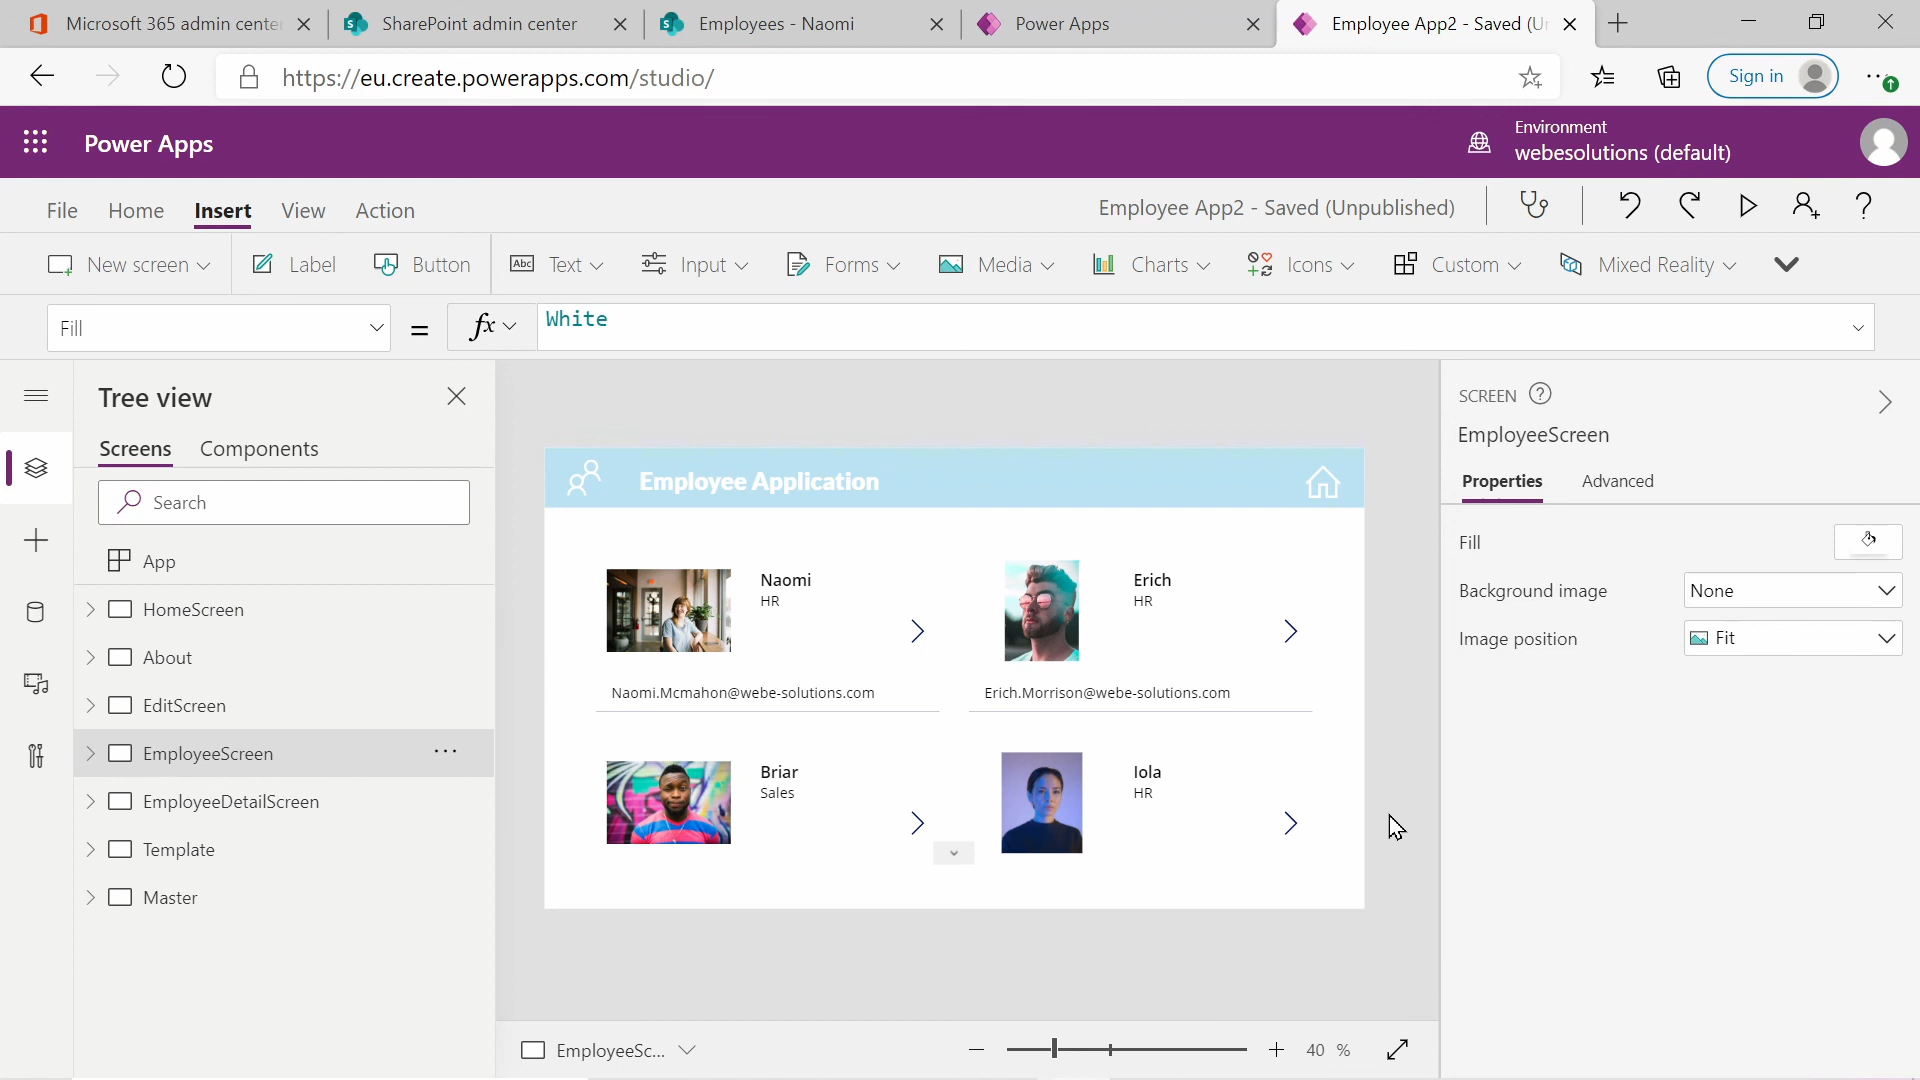 Microsoft 365 admin cente
SharePoint admin center
Employees - Naomi
Power Apps
Employee App2 - Saved (Un
https://eu.create.powerapps.com/studio/
Sign in
Power Apps
Environment
webesolutions (default)
File
Home
Insert
View
Action
Employee App2 - Saved (Unpublished)
New screen
Label
Button
Abc
Text
Input
Forms
Media
Charts
Icons
Custom
Mixed Reality
Fill
=
fx
White
Tree view
Screens
Components
Search
App
HomeScreen
About
EditScreen
EmployeeScreen
EmployeeDetailScreen
Template
Master
Employee Application
Naomi
HR
Naomi.Mcmahon@webe-solutions.com
Erich
HR
Erich.Morrison@webe-solutions.com
Briar
Sales
Iola
HR
SCREEN
EmployeeScreen
Properties
Advanced
Fill
Background image
None
Image position
Fit
EmployeeSc...
40 %